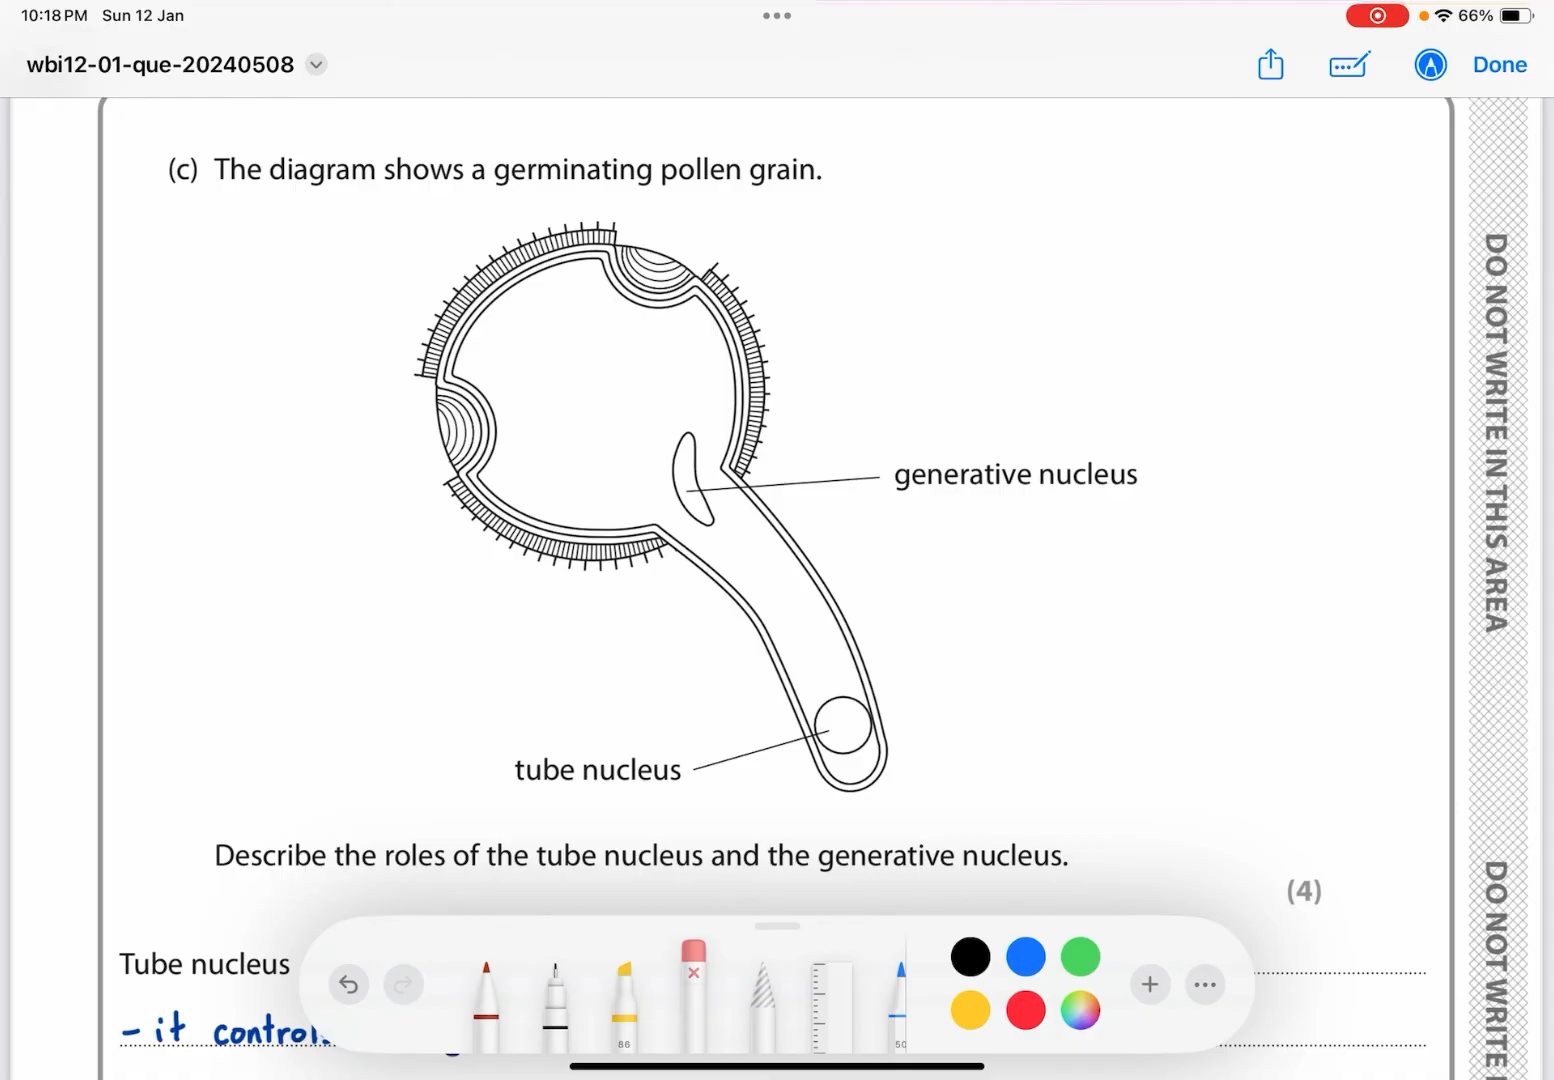 10:18 PM Sun 12 Jan
66%
wbi12-01-que-20240508
Done
(c) The diagram shows a germinating pollen grain.
generative nucleus
tube nucleus
Describe the roles of the tube nucleus and the generative nucleus.
(4)
Tube nucleus
- it
86
50
DO NOT WRITE IN THIS AREA
DO NOT WRITE